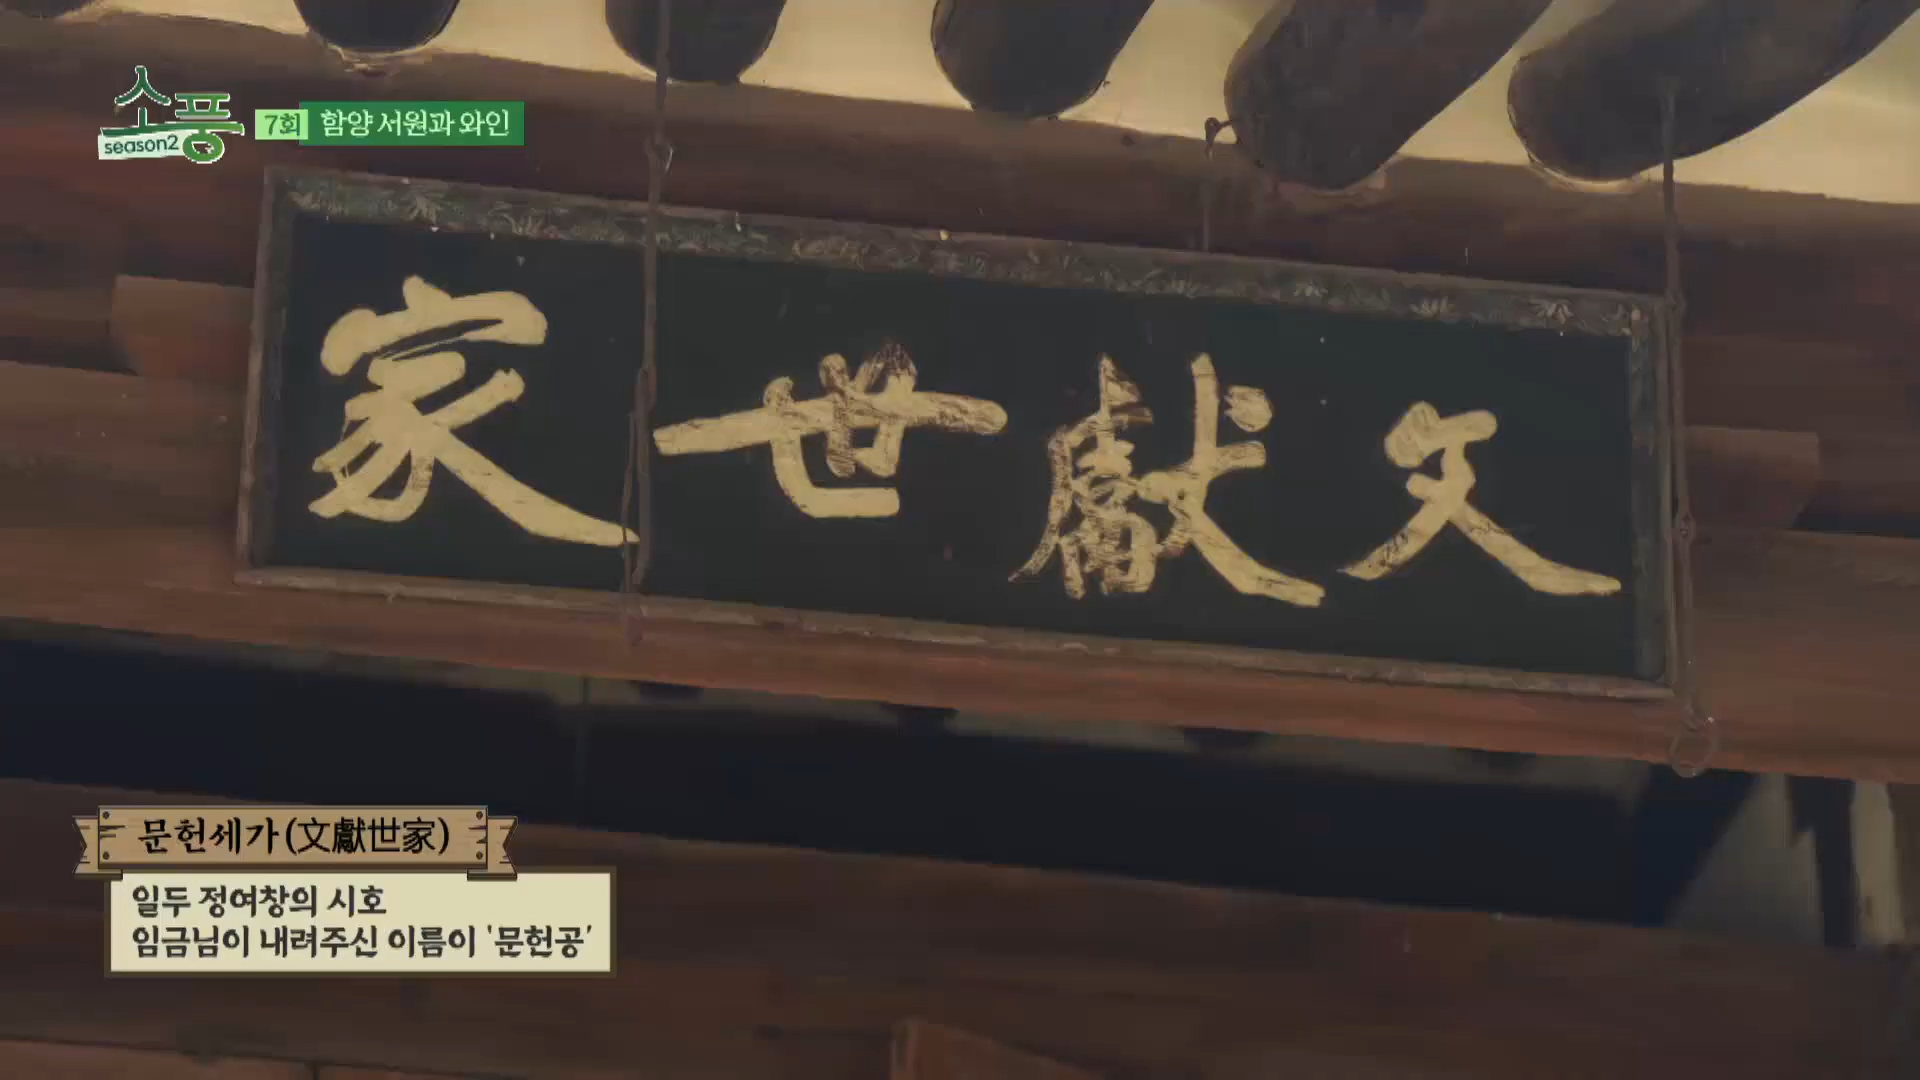 소풍
season2
7회 함양 서원과 와인
文獻世家
문헌세가(文獻世家)
일두 정여창의 시호
임금님이 내려주신 이름이 '문헌공'